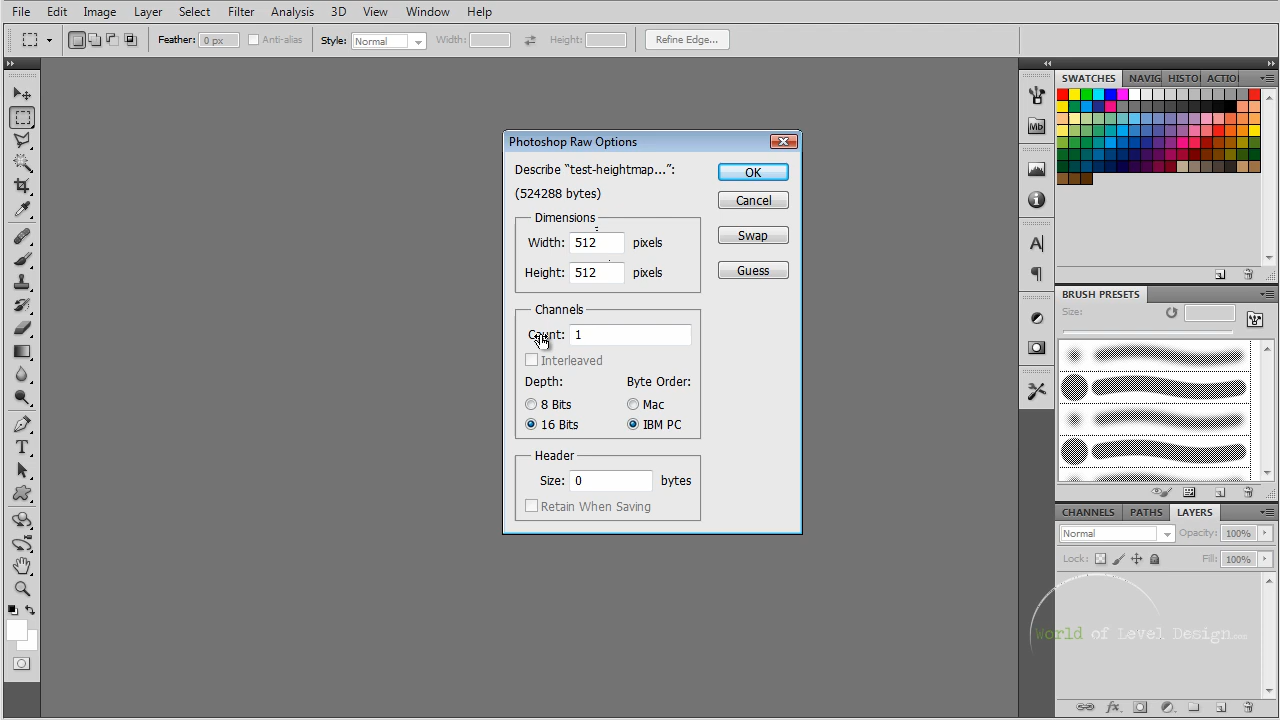 File Edit Image Layer Select Filter Analysis 3D View Window Help
Feather: 0 px Anti-alias Style: Normal Width: Height: Refine Edge...
SWATCHES NAVIG HISTO ACTIO
Mb
Photoshop Raw Options
Describe “test-heightmap...”:
(524288 bytes)
OK
Cancel
Dimensions
Width: 512 pixels
Swap
Height: 512 pixels
Guess
Channels
Count: 1
Interleaved
Depth: Byte Order:
8 Bits Mac
16 Bits IBM PC
Header
Size: 0 bytes
Retain When Saving
BRUSH PRESETS
Size:
CHANNELS PATHS LAYERS
Normal Opacity: 100%
Lock: Fill: 100%
World of Level Design.com